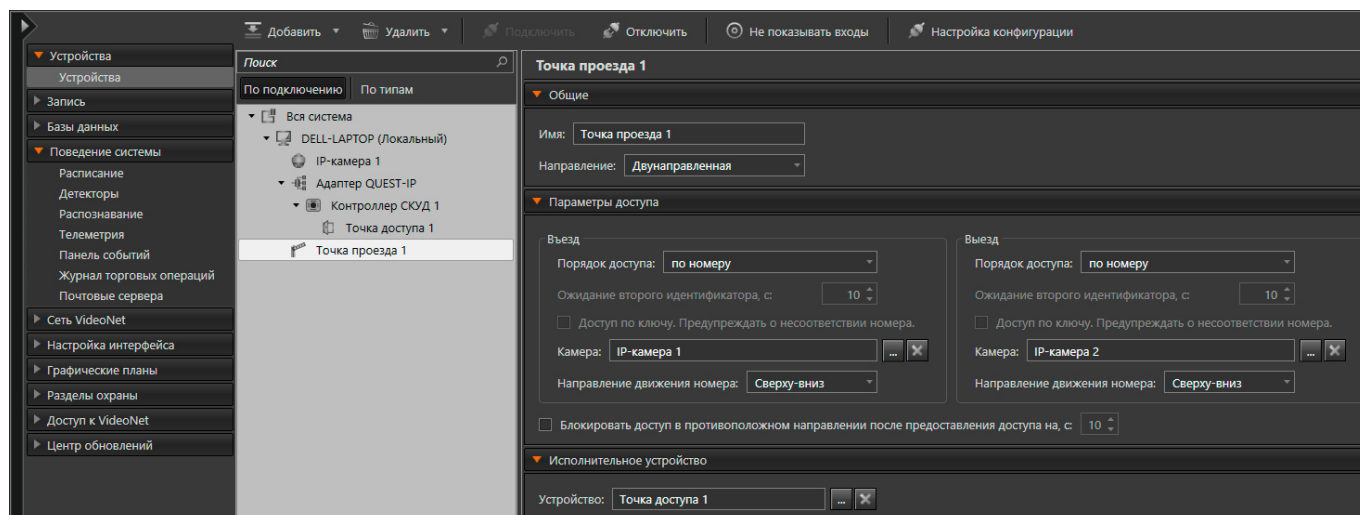 Добавить Удалить Подключить Отключить Не показывать входы Настройка конфигурации
Устройства
Устройства
Запись
Базы данных
Поведение системы
Расписание
Детекторы
Распознавание
Телеметрия
Панель событий
Журнал торговых операций
Почтовые сервера
Сеть VideoNet
Настройка интерфейса
Графические планы
Разделы охраны
Доступ к VideoNet
Центр обновлений
Поиск
По подключению По типам
Вся система
DELL-LAPTOP (Локальный)
IP-камера 1
Адаптер QUEST-IP
Контроллер СКУД 1
Точка доступа 1
Точка проезда 1
Точка проезда 1
Общие
Имя: Точка проезда 1
Направление: Двунаправленная
Параметры доступа
Въезд
Порядок доступа: по номеру
Ожидание второго идентификатора, с: 10
Доступ по ключу. Предупреждать о несоответствии номера.
Камера: IP-камера 1 ...
Направление движения номера: Сверху-вниз
Выезд
Порядок доступа: по номеру
Ожидание второго идентификатора, с: 10
Доступ по ключу. Предупреждать о несоответствии номера.
Камера: IP-камера 2 ...
Направление движения номера: Сверху-вниз
Блокировать доступ в противоположном направлении после предоставления доступа на, с: 10
Исполнительное устройство
Устройство: Точка доступа 1 ...